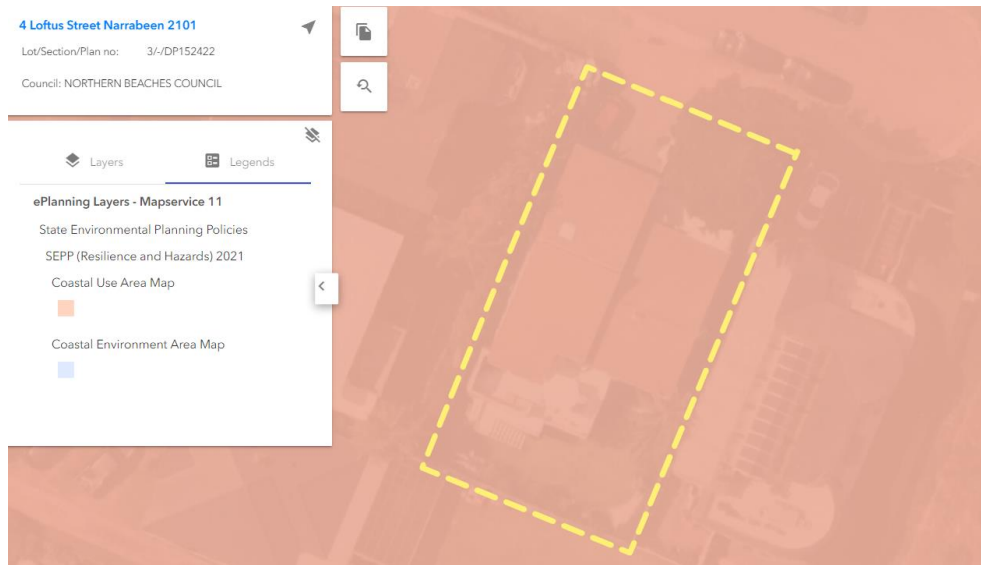 4 Loftus Street Narrabeen 2101
Lot/Section/Plan no: 3/-/DP152422
Council: NORTHERN BEACHES COUNCIL
Layers Legends
ePlanning Layers - Mapservice 11
State Environmental Planning Policies
SEPP (Resilience and Hazards) 2021
Coastal Use Area Map
Coastal Environment Area Map